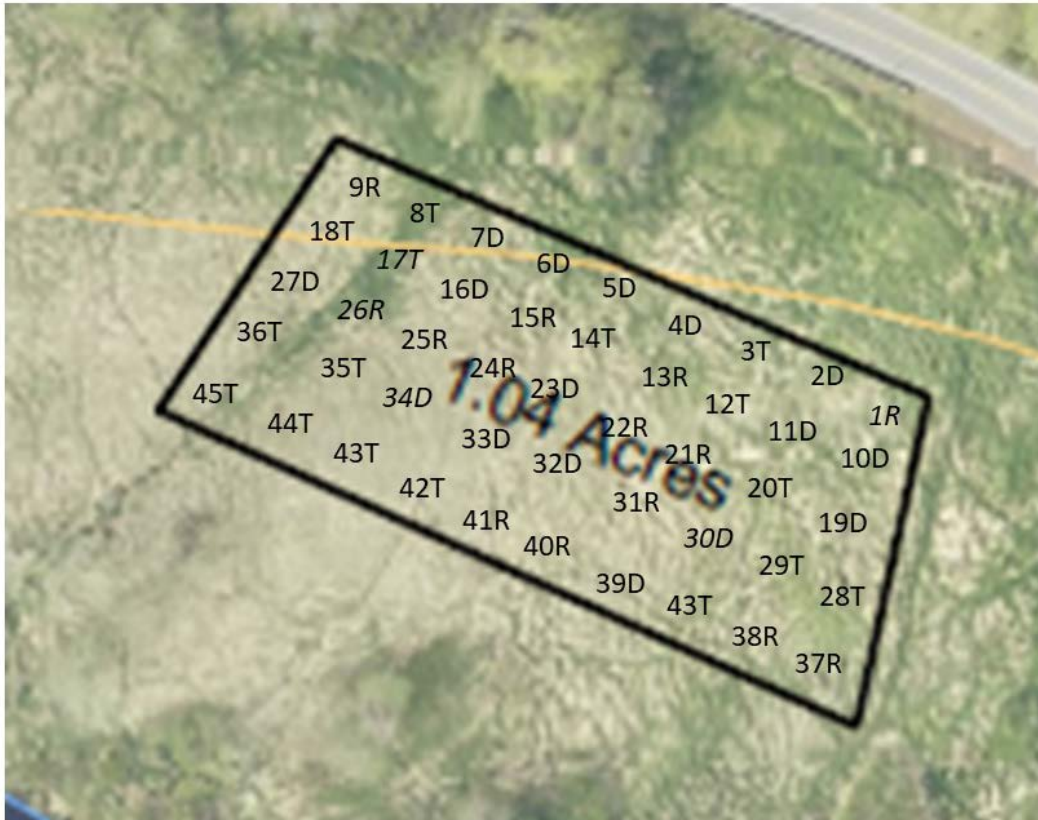 9R 8T 7D 6D 5D 4D 3T 2D 1R
18T 17T 16D 15R 14T 13R 12T 11D 10D
27D 26R 25R 24R 23D 22R 21R 20T 19D
1.04 Acres
36T 35T 34D 33D 32D 31R 30D 29T 28T
45T 44T 43T 42T 41R 40R 39D 43T 38R 37R